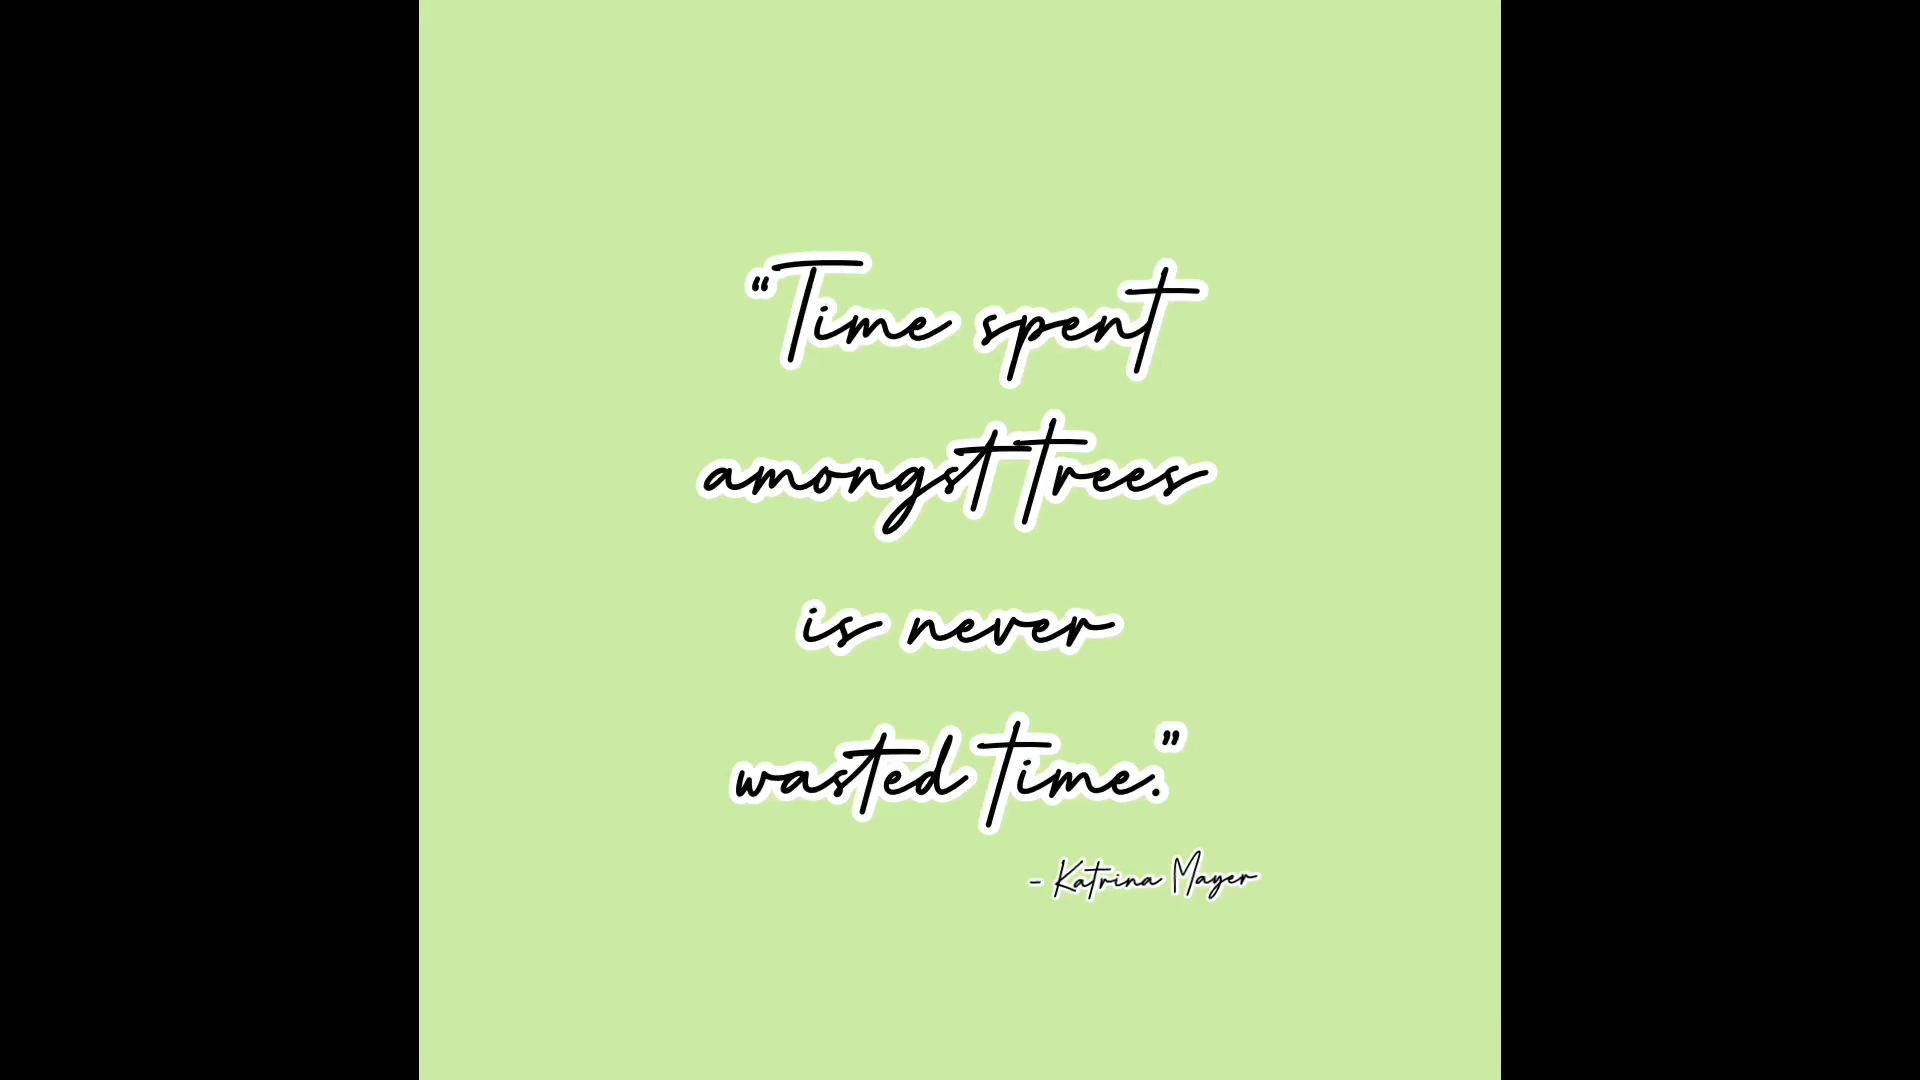 “Time spent
amongst trees
is never
wasted time.”
- Katrina Mayer